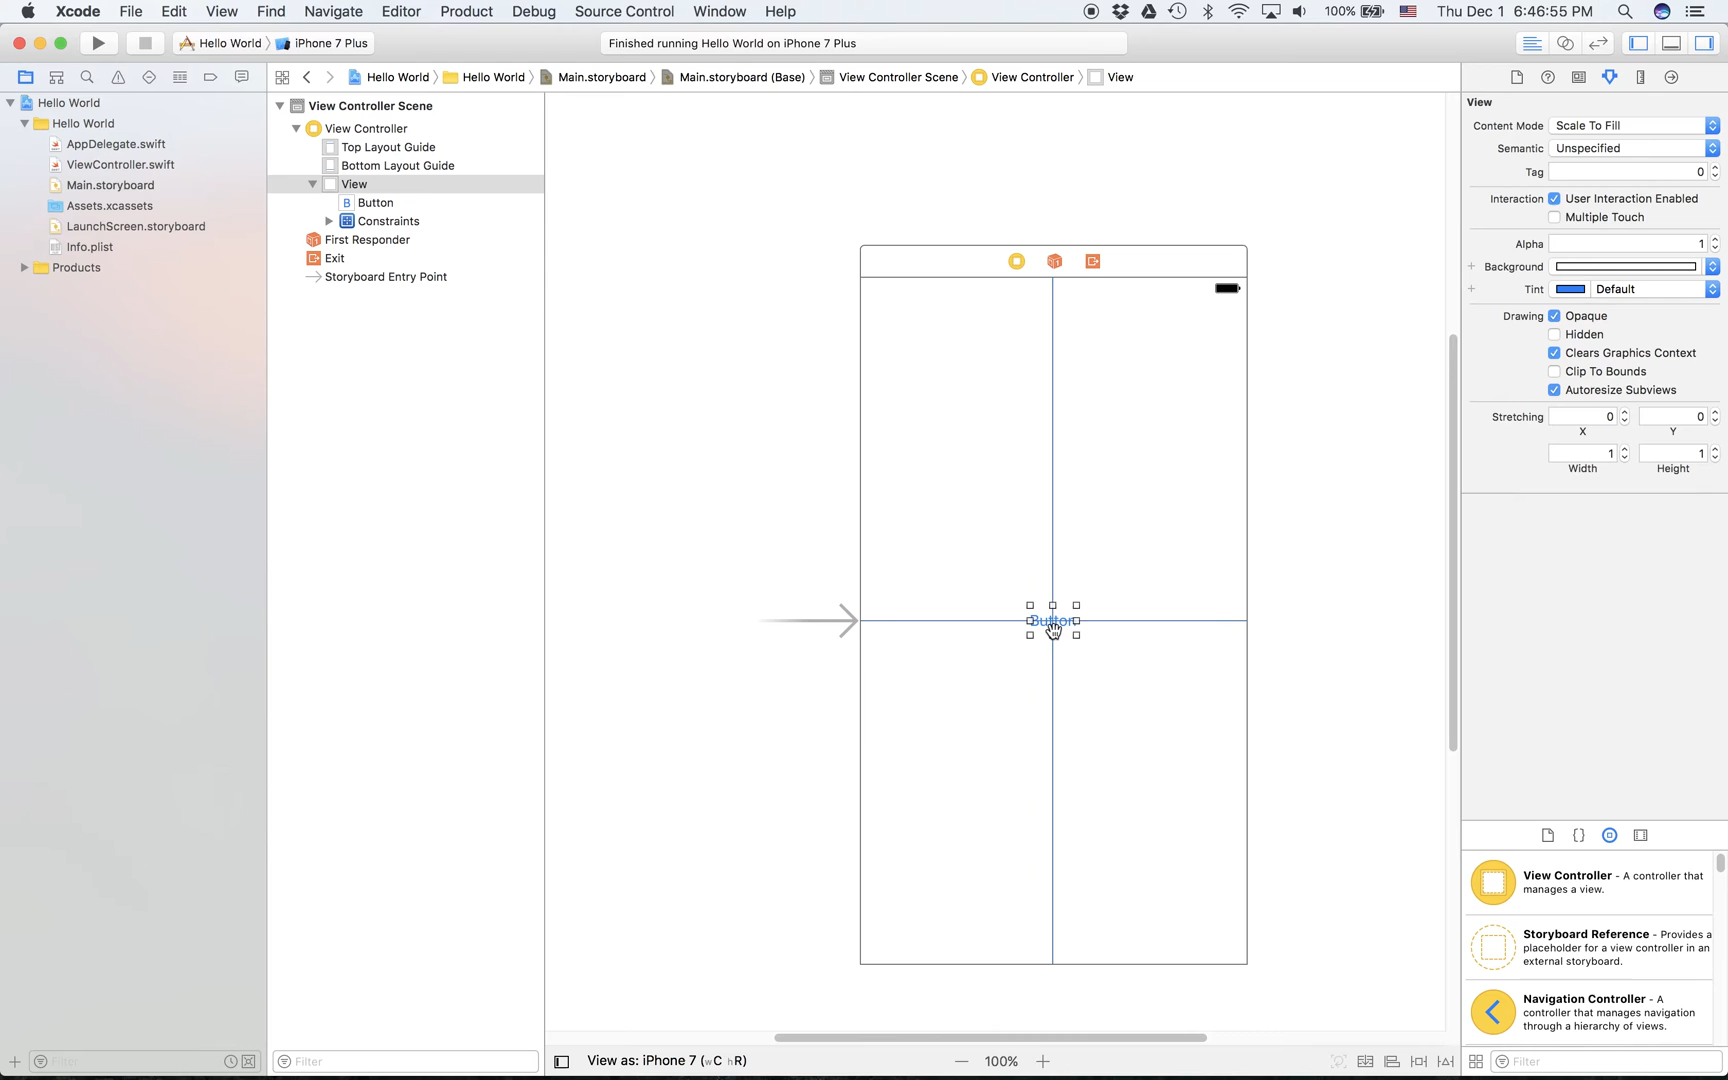 Xcode File Edit View Find Navigate Editor Product Debug Source Control Window Help 100% Thu Dec 1 6:46:55 PM
Hello World iPhone 7 Plus Finished running Hello World on iPhone 7 Plus
Hello World Hello World Main.storyboard Main.storyboard (Base) View Controller Scene View Controller View
Hello World
Hello World
AppDelegate.swift
ViewController.swift
Main.storyboard
Assets.xcassets
LaunchScreen.storyboard
Info.plist
Products
Filter
View Controller Scene
View Controller
Top Layout Guide
Bottom Layout Guide
View
B Button
Constraints
First Responder
Exit
Storyboard Entry Point
Filter
Button
View as: iPhone 7 (wC hR) 100%
View
Content Mode Scale To Fill
Semantic Unspecified
Tag 0
Interaction User Interaction Enabled
Multiple Touch
Alpha 1
Background
Tint Default
Drawing Opaque
Hidden
Clears Graphics Context
Clip To Bounds
Autoresize Subviews
Stretching 0 0
X Y
1 1
Width Height
View Controller - A controller that
manages a view.
Storyboard Reference - Provides a
placeholder for a view controller in an
external storyboard.
Navigation Controller - A
controller that manages navigation
through a hierarchy of views.
Filter